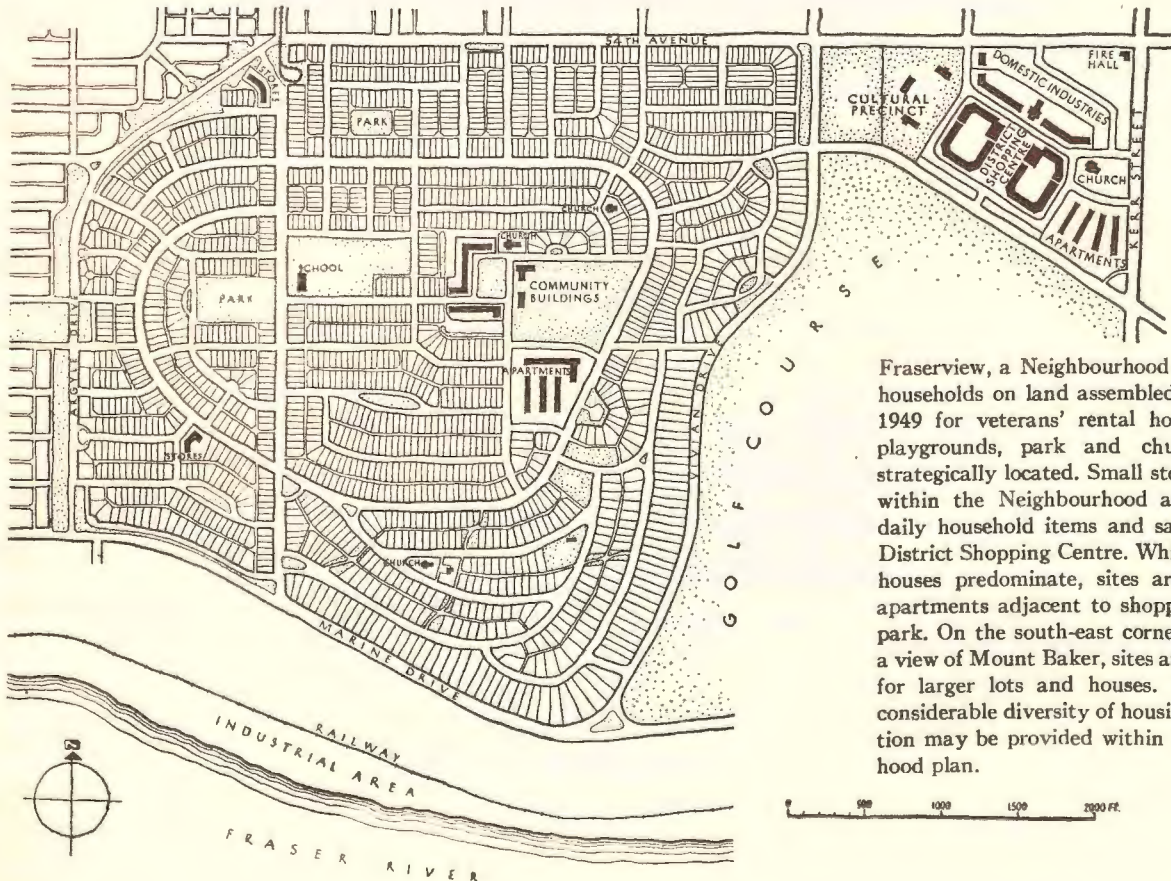 54TH AVENUE
STORES
PARK
CULTURAL
PRECINCT
DOMESTIC INDUSTRIES
FIRE
HALL
DISTRICT
SHOPPING
CENTRE
CHURCH
APARTMENTS
KERR STREET
CHURCH
CHURCH
SCHOOL
COMMUNITY
BUILDINGS
PARK
ARGYLE DRIVE
APARTMENTS
VIVIAN DRIVE
GOLF COURSE
STORES
CHURCH
MARINE DRIVE
RAILWAY
INDUSTRIAL AREA
FRASER RIVER
N
Fraserview, a Neighbourhood
households on land assembled
1949 for veterans' rental ho
playgrounds, park and chu
strategically located. Small sto
within the Neighbourhood a
daily household items and sa
District Shopping Centre. Whi
houses predominate, sites ar
apartments adjacent to shopp
park. On the south-east corne
a view of Mount Baker, sites a
for larger lots and houses.
considerable diversity of housi
tion may be provided within
hood plan.
0 500 1000 1500 2000 FT.